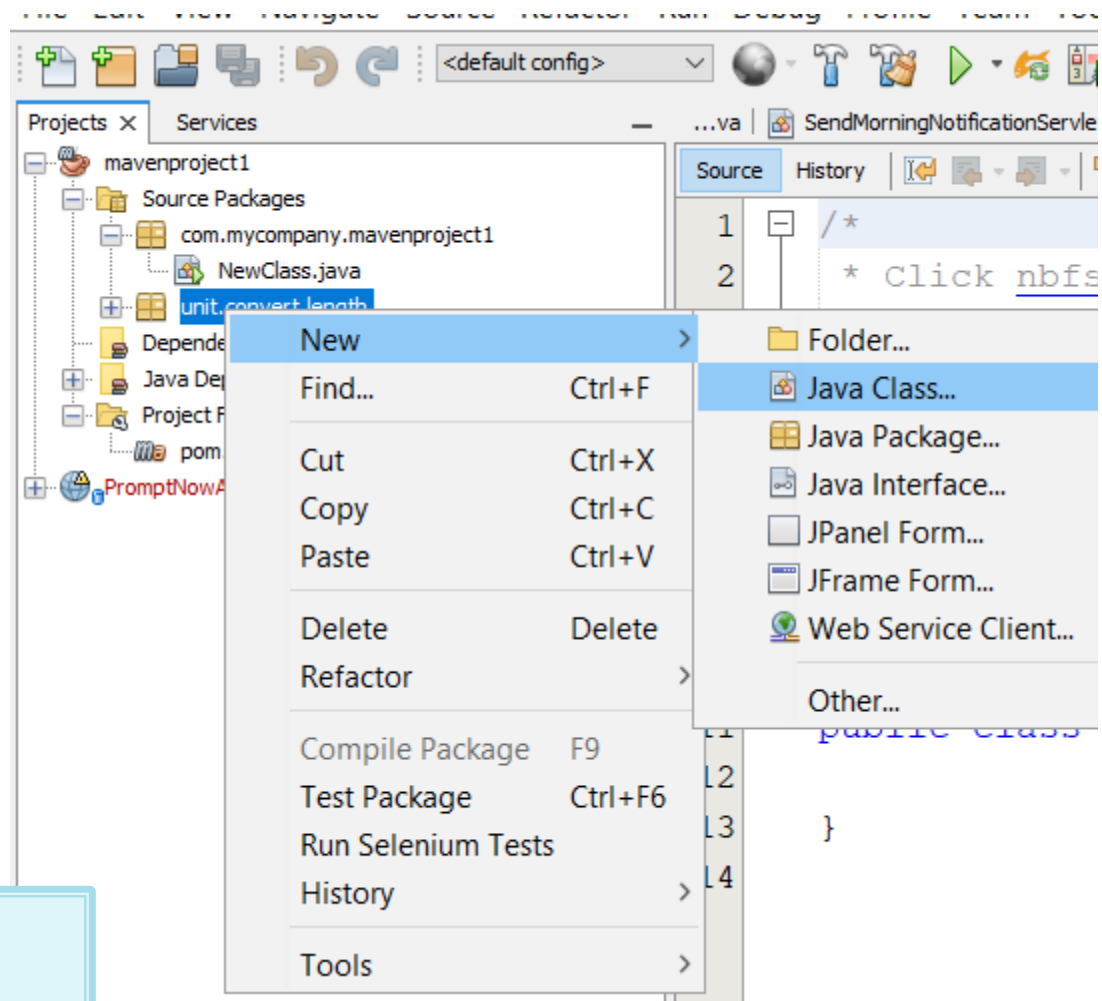 <default config>
Projects
Services
...va
SendMorningNotificationServle
mavenproject1
Source Packages
com.mycompany.mavenproject1
NewClass.java
unit.convert.length
Depende
Java De
Project F
pom.
PromptNowA
Source
History
1 /*
2 * Click nbfs
New
Find... Ctrl+F
Cut Ctrl+X
Copy Ctrl+C
Paste Ctrl+V
Delete Delete
Refactor
Compile Package F9
Test Package Ctrl+F6
Run Selenium Tests
History
Tools
Folder...
Java Class...
Java Package...
Java Interface...
JPanel Form...
JFrame Form...
Web Service Client...
Other...
public class
12
13 }
14